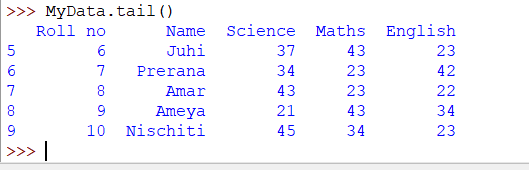 >>> MyData.tail()
Roll no Name Science Maths English
5 6 Juhi 37 43 23
6 7 Prerana 34 23 42
7 8 Amar 43 23 22
8 9 Ameya 21 43 34
9 10 Nischiti 45 34 23
>>>